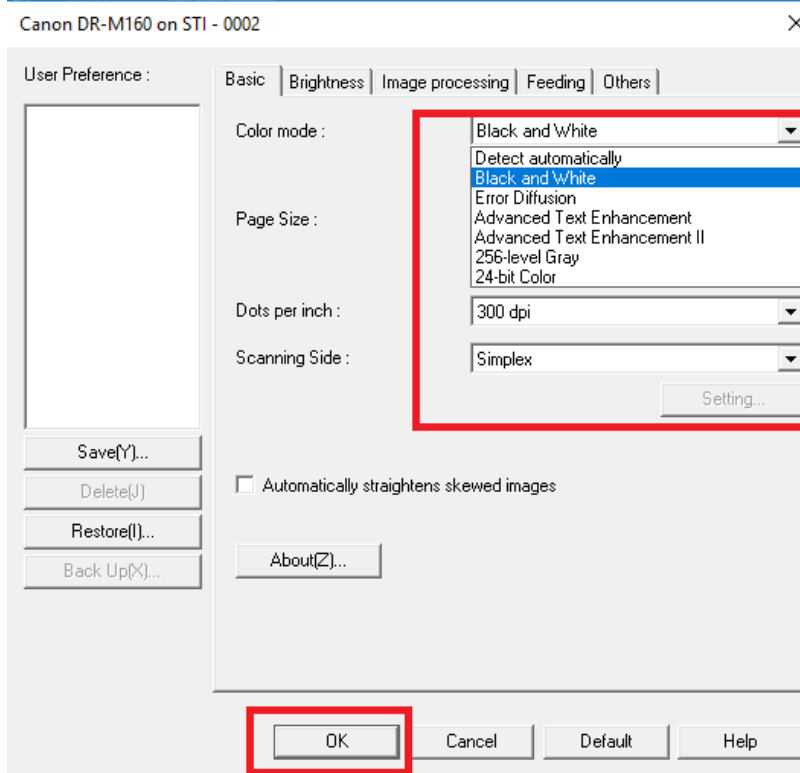 Canon DR-M160 on STI - 0002
User Preference :
Basic Brightness Image processing Feeding Others
Color mode : Black and White
Detect automatically
Black and White
Error Diffusion
Page Size : Advanced Text Enhancement
Advanced Text Enhancement II
256-level Gray
24-bit Color
Dots per inch : 300 dpi
Scanning Side : Simplex
Setting...
Save(Y)...
Delete(J)
Restore(I)...
Back Up(X)...
Automatically straightens skewed images
About(Z)...
OK Cancel Default Help